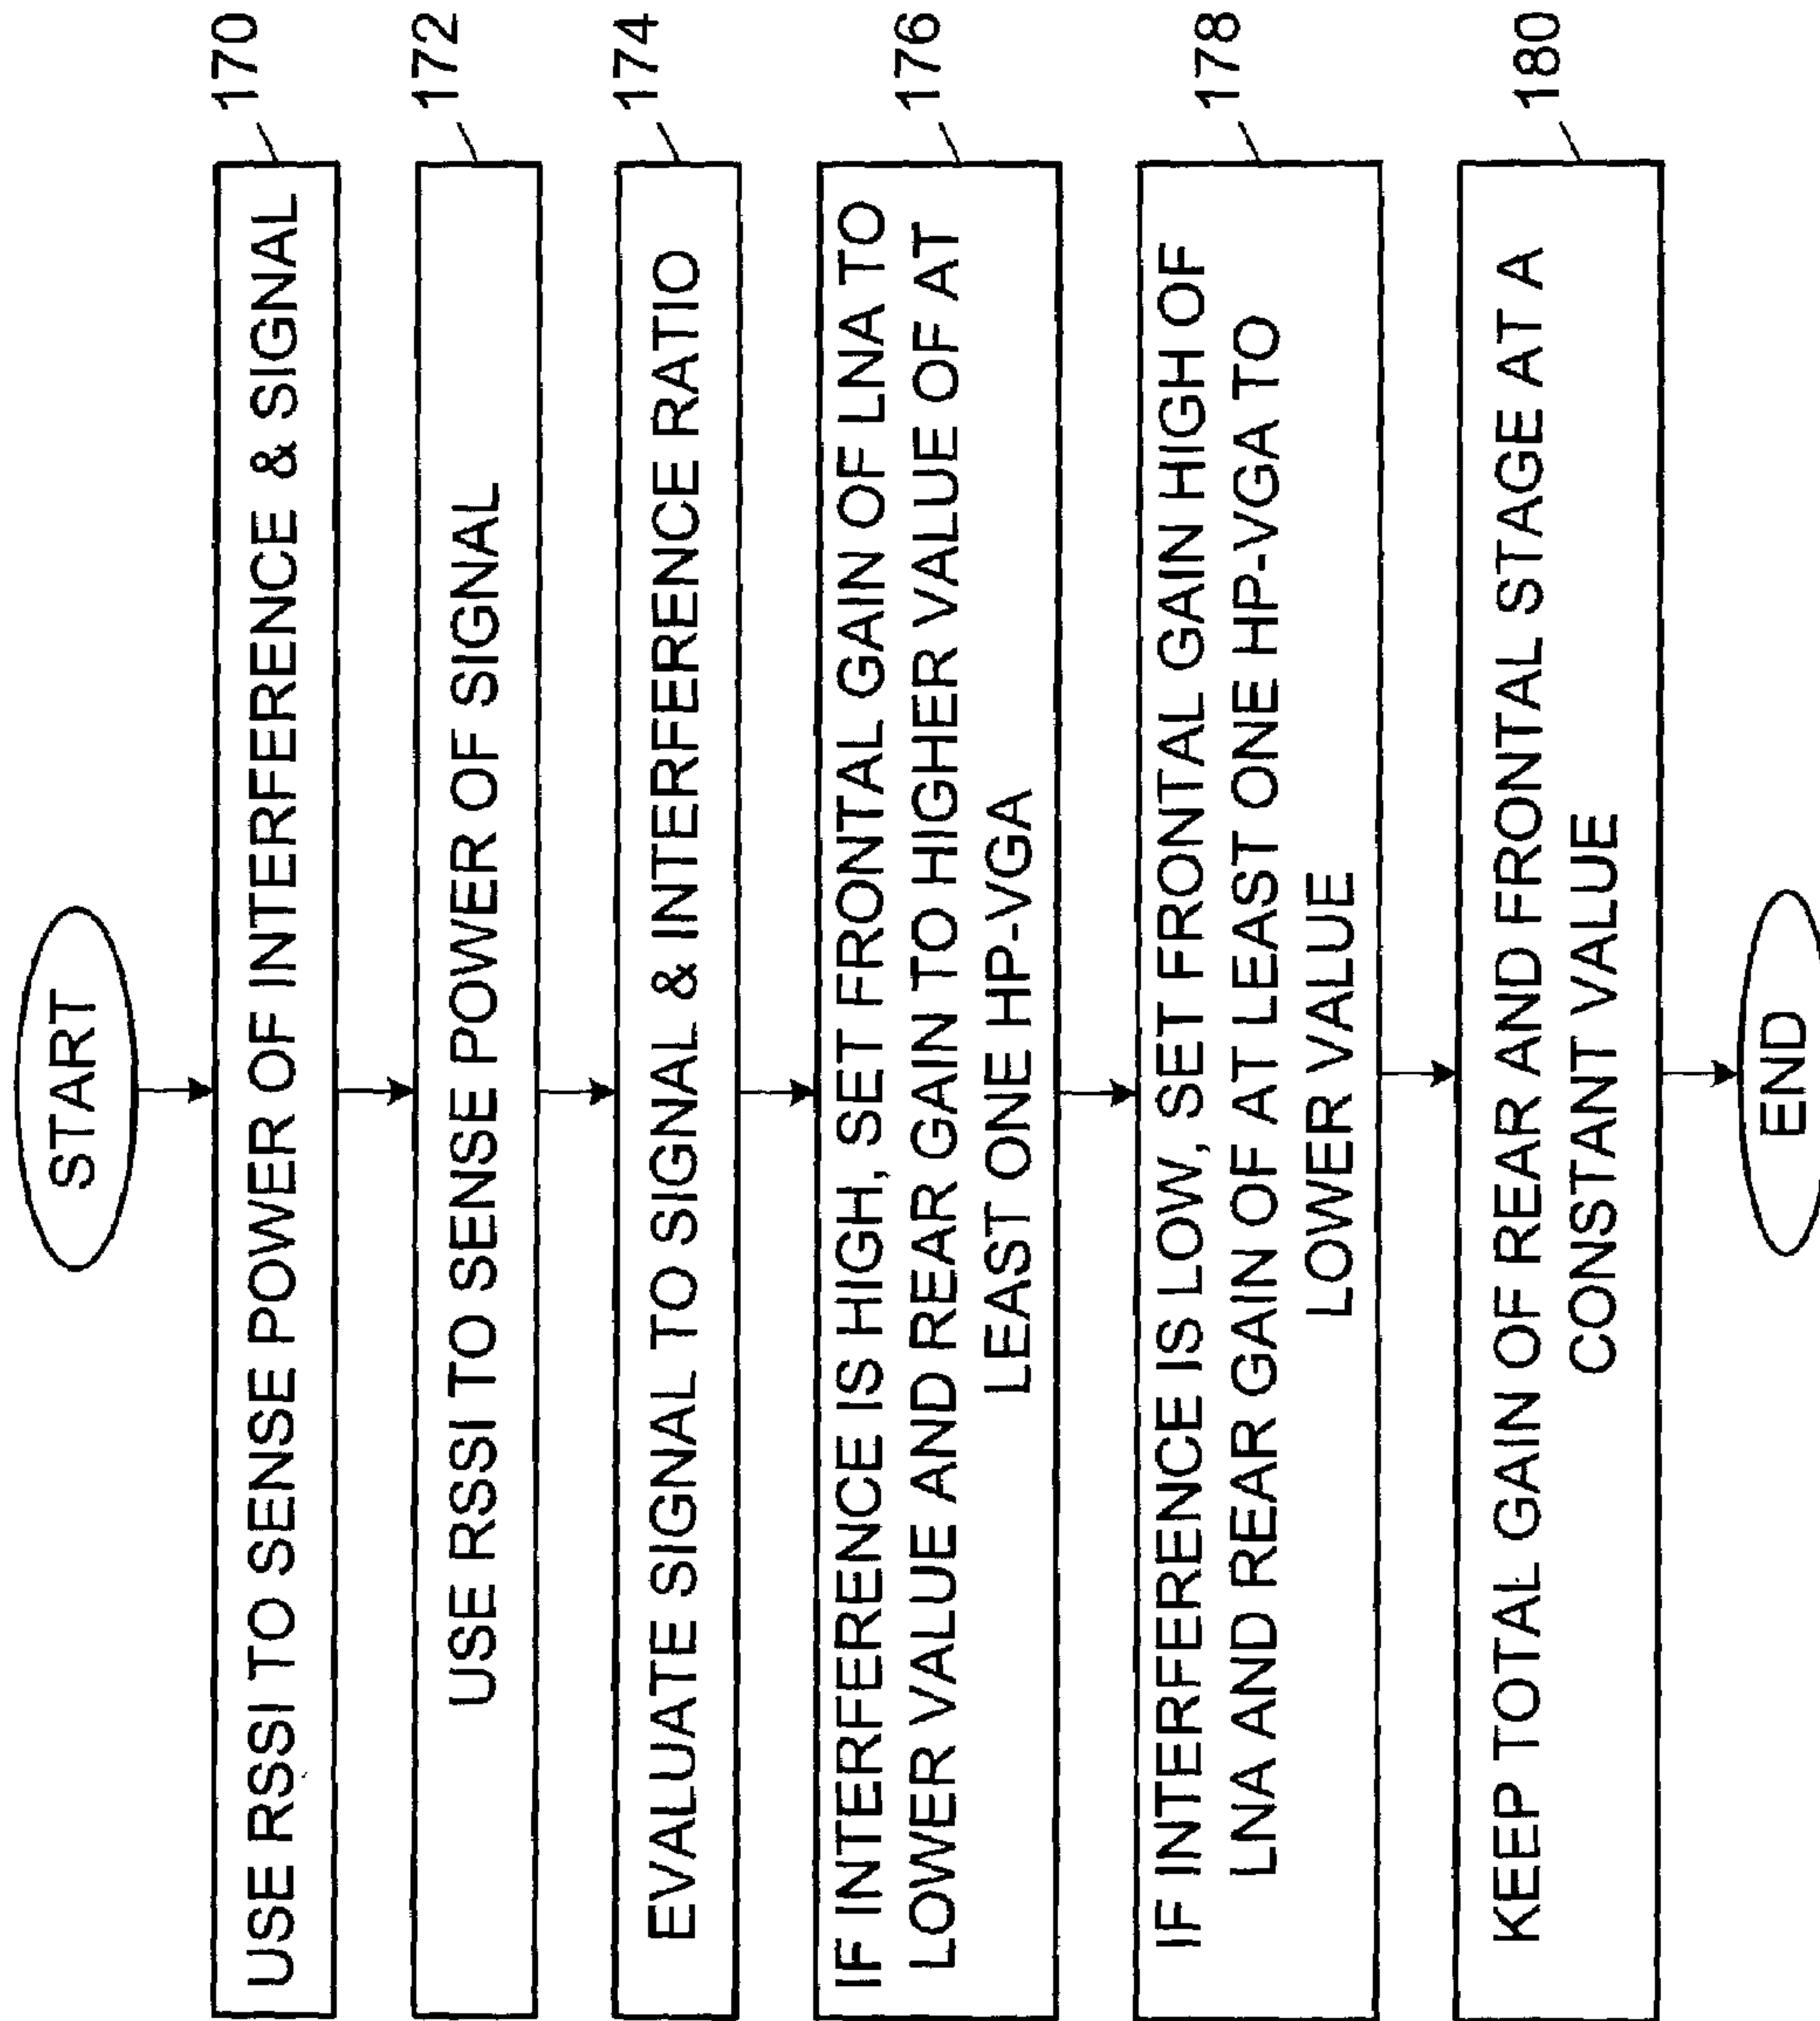 START
USE RSSI TO SENSE POWER OF INTERFERENCE & SIGNAL
170
USE RSSI TO SENSE POWER OF SIGNAL
172
EVALUATE SIGNAL TO SIGNAL & INTERFERENCE RATIO
174
IF INTERFERENCE IS HIGH, SET FRONTAL GAIN OF LNA TO
LOWER VALUE AND REAR GAIN TO HIGHER VALUE OF AT
LEAST ONE HP-VGA
176
IF INTERFERENCE IS LOW, SET FRONTAL GAIN HIGH OF
LNA AND REAR GAIN OF AT LEAST ONE HP-VGA TO
LOWER VALUE
178
KEEP TOTAL GAIN OF REAR AND FRONTAL STAGE AT A
CONSTANT VALUE
180
END